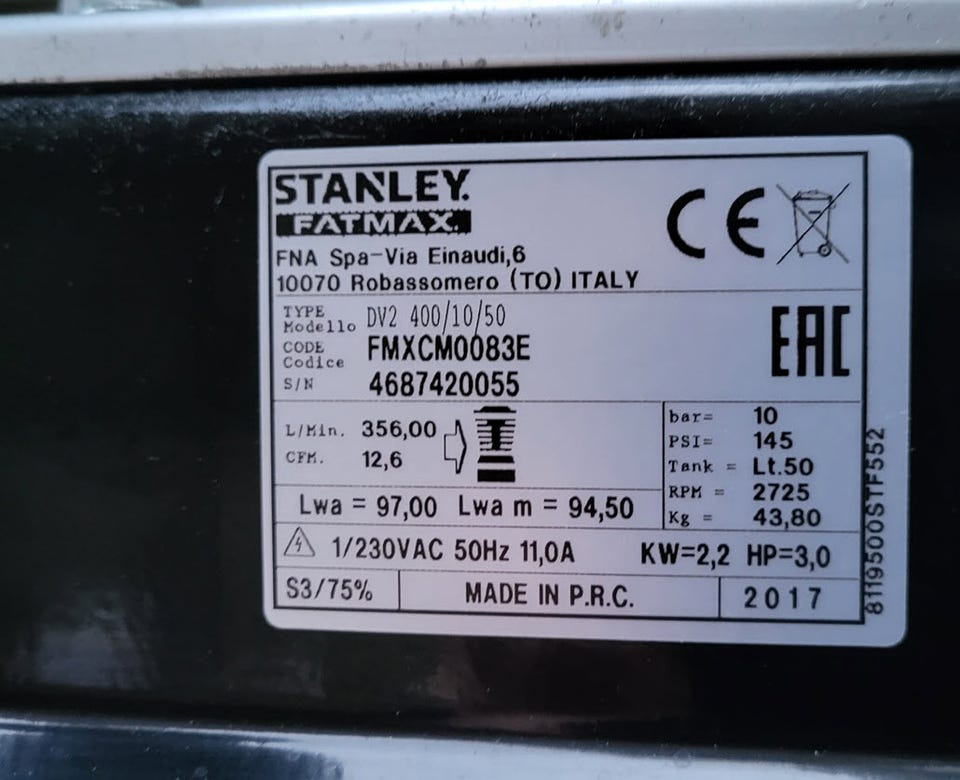 STANLEY.
FATMAX.
FNA Spa-Via Einaudi,6
10070 Robassomero (TO) ITALY
CE
TYPE
Modello DV2 400/10/50
CODE
Codice FMXCM0083E
S/N 4687420055
EAC
L/Min. 356,00
CFM. 12,6
bar= 10
PSI= 145
Tank = Lt.50
RPM = 2725
Kg = 43,80
Lwa = 97,00 Lwa m = 94,50
1/230VAC 50Hz 11,0A KW=2,2 HP=3,0
S3/75% MADE IN P.R.C. 2017
8119500STF552